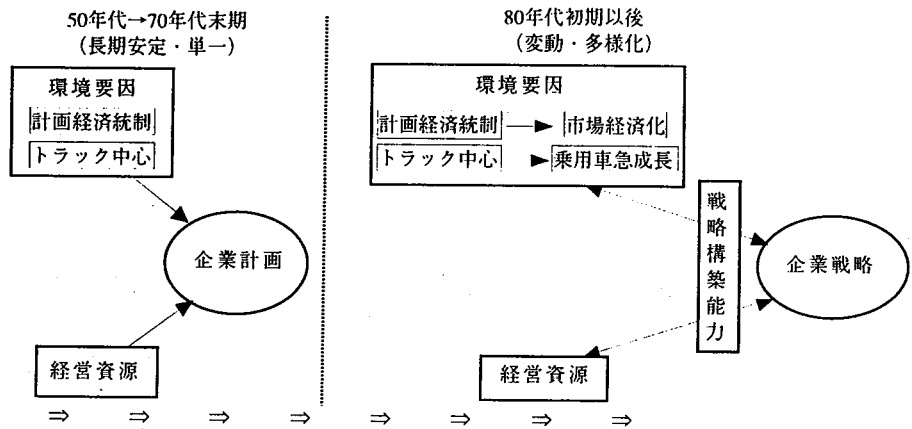 50年代→70年代末期
(長期安定・単一)
環境要因
計画経済統制
トラック中心
企業計画
経営資源
⇒ ⇒ ⇒ ⇒
80年代初期以後
(変動・多様化)
環境要因
計画経済統制 → 市場経済化
トラック中心 → 乗用車急成長
戦略構築能力
企業戦略
経営資源
⇒ ⇒ ⇒ ⇒